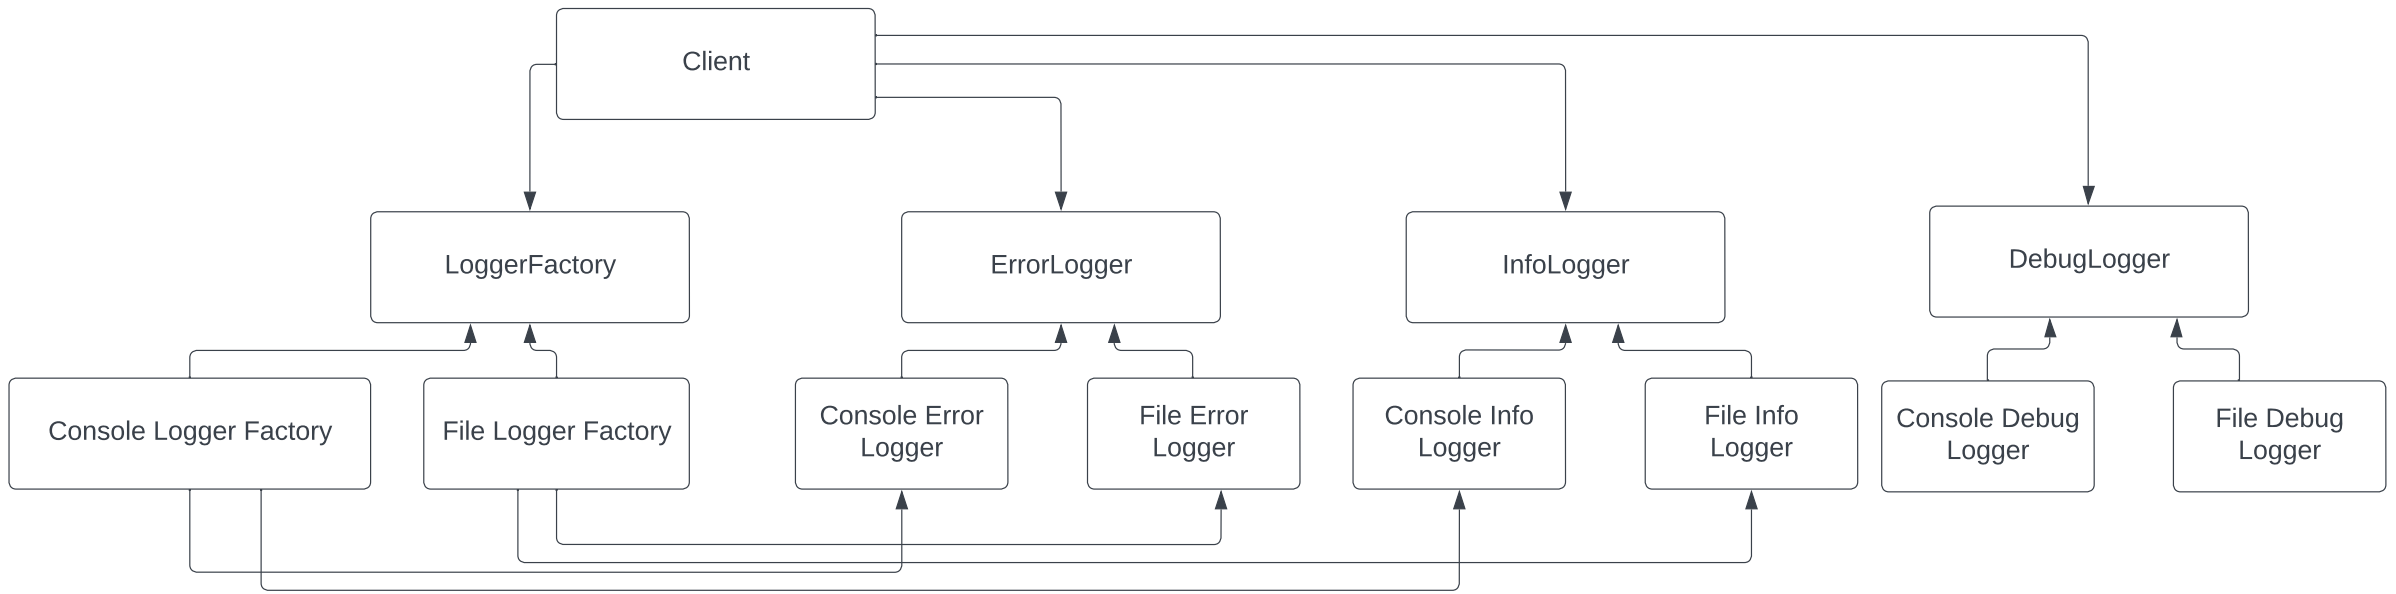 Client
LoggerFactory
ErrorLogger
InfoLogger
DebugLogger
Console Logger Factory
File Logger Factory
Console Error
Logger
File Error
Logger
Console Info
Logger
File Info
Logger
Console Debug
Logger
File Debug
Logger